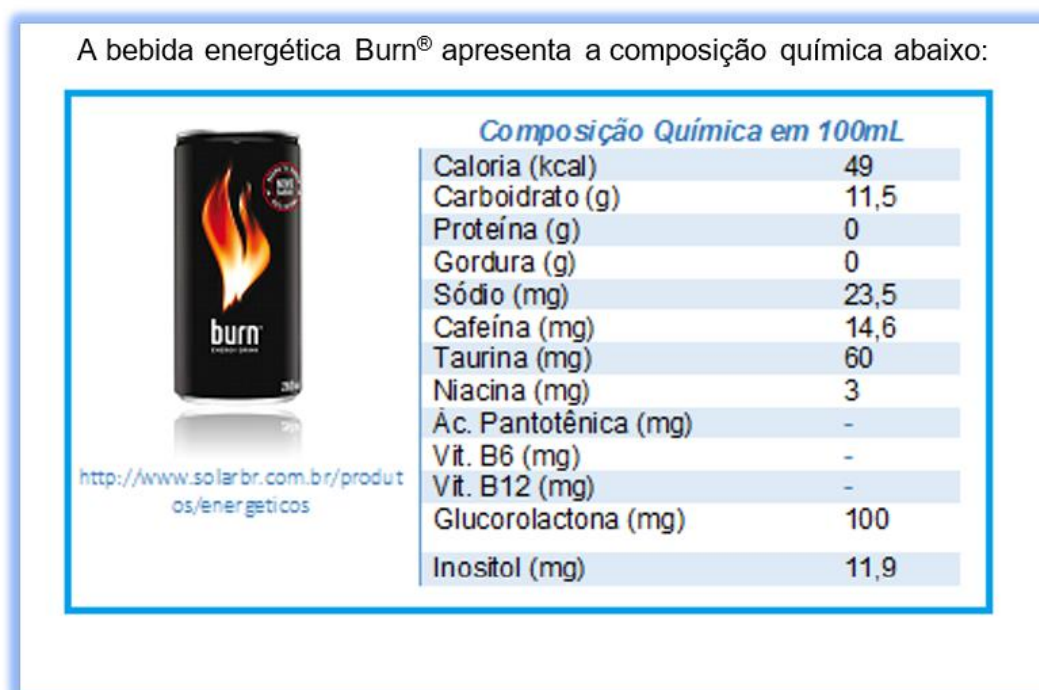 A bebida energética Burn® apresenta a composição química abaixo:
Composição Química em 100mL
Caloria (kcal) 49
Carboidrato (g) 11,5
Proteína (g) 0
Gordura (g) 0
Sódio (mg) 23,5
Cafeína (mg) 14,6
Taurina (mg) 60
Niacina (mg) 3
Ác. Pantotênica (mg) -
Vit. B6 (mg) -
Vit. B12 (mg) -
Glucorolactona (mg) 100
Inositol (mg) 11,9
burn
ENERGY DRINK
http://www.solarbr.com.br/produt
os/energeticos